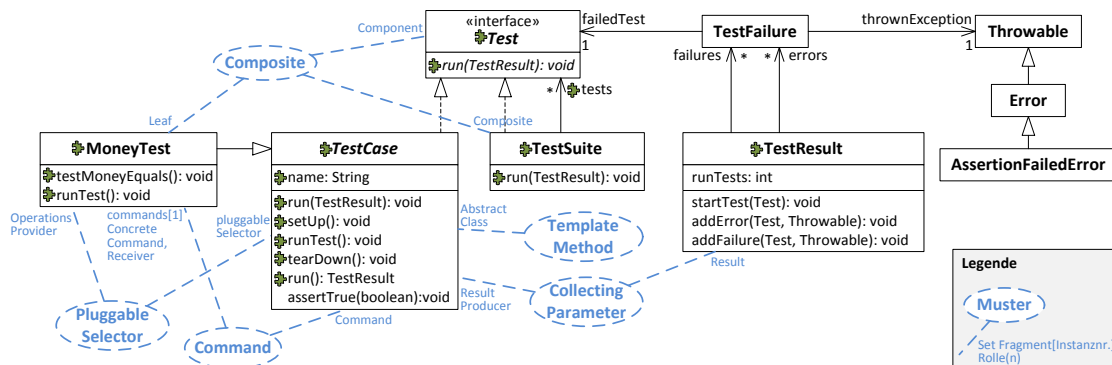 «interface»
Test
run(TestResult): void
Component
Composite
Leaf
Composite
failedTest
1
TestFailure
thrownException
1
Throwable
failures
*
*
errors
Error
AssertionFailedError
*
tests
MoneyTest
testMoneyEquals(): void
runTest(): void
TestCase
name: String
run(TestResult): void
setUp(): void
runTest(): void
tearDown(): void
run(): TestResult
assertTrue(boolean):void
TestSuite
run(TestResult): void
TestResult
runTests: int
startTest(Test): void
addError(Test, Throwable): void
addFailure(Test, Throwable): void
Operations
Provider
commands[1]
Concrete
Command,
Receiver
pluggable
Selector
Abstract
Class
Template
Method
Result
Result
Producer
Collecting
Parameter
Pluggable
Selector
Command
Command
Legende
Muster
Set Fragment[Instanznr.]
Rolle(n)